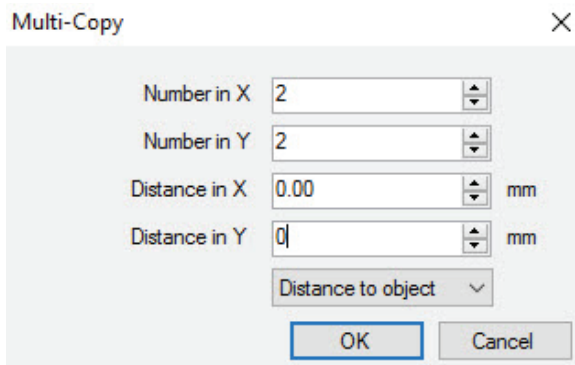 Multi-Copy
Number in X 2
Number in Y 2
Distance in X 0.00 mm
Distance in Y 0 mm
Distance to object
OK Cancel